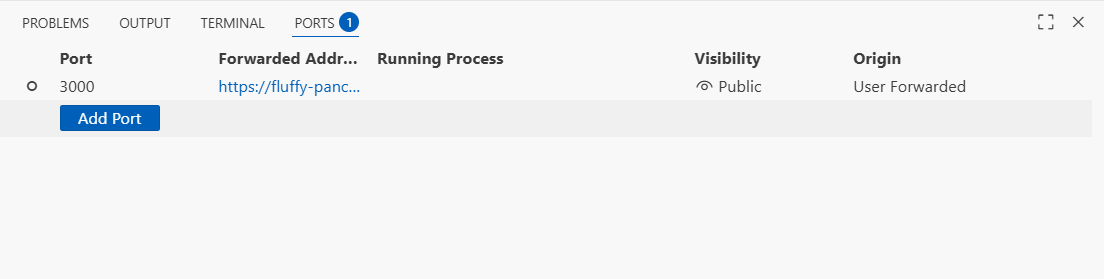 PROBLEMS OUTPUT TERMINAL PORTS 1
Port Forwarded Addr... Running Process Visibility Origin
3000 https://fluffy-panc... Public User Forwarded
Add Port